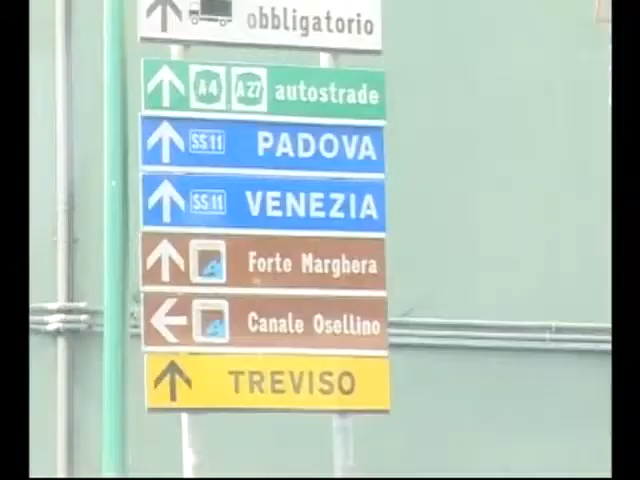 obbligatorio
A4 A27 autostrade
SS11 PADOVA
SS11 VENEZIA
Forte Marghera
Canale Osellino
TREVISO